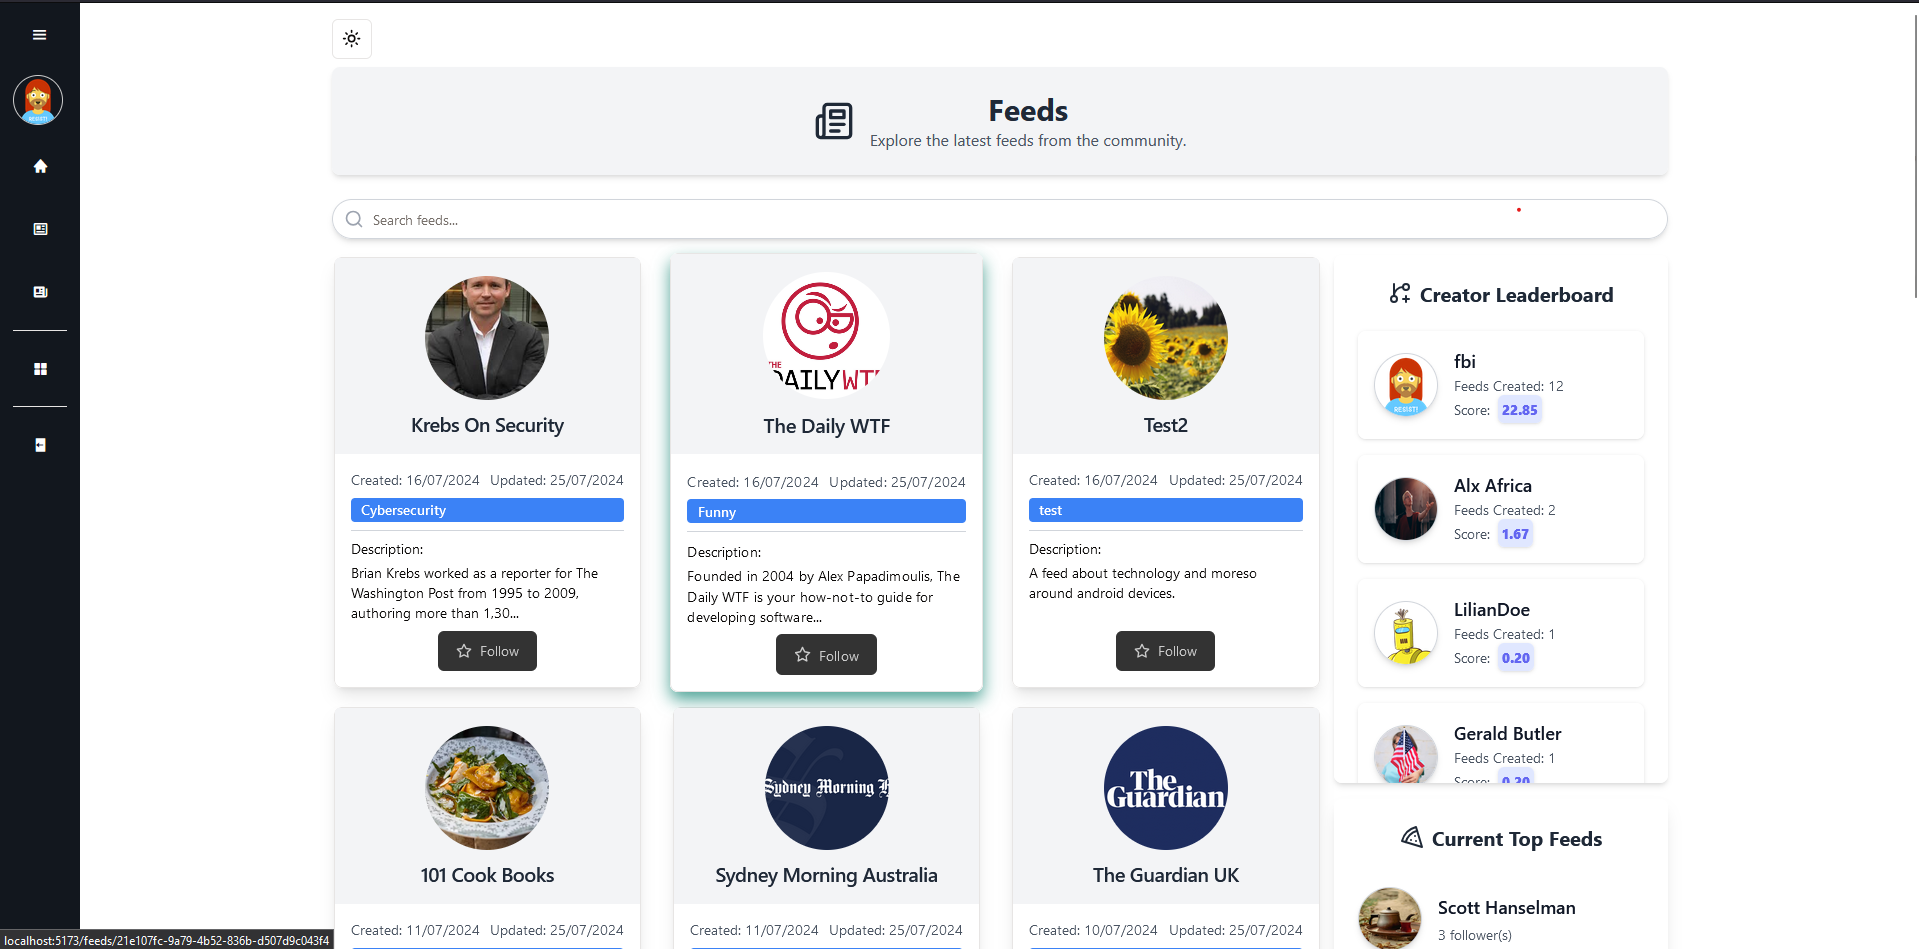 Feeds
Explore the latest feeds from the community.
Search feeds...
Krebs On Security
Created: 16/07/2024 Updated: 25/07/2024
Cybersecurity
Description:
Brian Krebs worked as a reporter for The
Washington Post from 1995 to 2009,
authoring more than 1,30...
Follow
THE
DAILYWTF
The Daily WTF
Created: 16/07/2024 Updated: 25/07/2024
Funny
Description:
Founded in 2004 by Alex Papadimoulis, The
Daily WTF is your how-not-to guide for
developing software...
Follow
Test2
Created: 16/07/2024 Updated: 25/07/2024
test
Description:
A feed about technology and moreso
around android devices.
Follow
101 Cook Books
Created: 11/07/2024 Updated: 25/07/2024
Sydney Morning H
Sydney Morning Australia
Created: 11/07/2024 Updated: 25/07/2024
The
Guardian
The Guardian UK
Created: 10/07/2024 Updated: 25/07/2024
Creator Leaderboard
RESIST!
fbi
Feeds Created: 12
Score: 22.85
Alx Africa
Feeds Created: 2
Score: 1.67
LilianDoe
Feeds Created: 1
Score: 0.20
Gerald Butler
Feeds Created: 1
Score: 0.20
Current Top Feeds
Scott Hanselman
3 follower(s)
localhost:5173/feeds/21e107fc-9a79-4b52-836b-d507d9c043f4